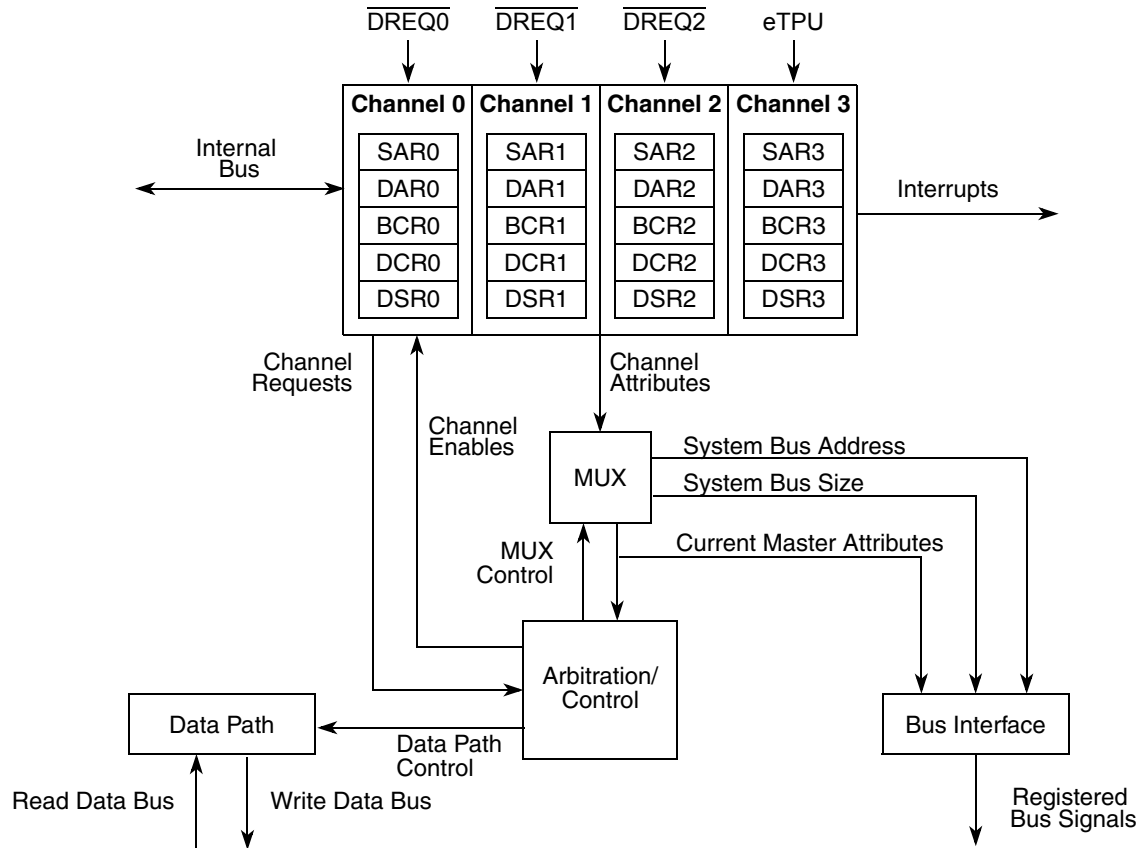 DREQ0 DREQ1 DREQ2 eTPU
Channel 0 Channel 1 Channel 2 Channel 3
SAR0 SAR1 SAR2 SAR3
DAR0 DAR1 DAR2 DAR3
BCR0 BCR1 BCR2 BCR3
DCR0 DCR1 DCR2 DCR3
DSR0 DSR1 DSR2 DSR3
Internal
Bus
Interrupts
Channel
Requests
Channel
Enables
Channel
Attributes
MUX
System Bus Address
System Bus Size
Current Master Attributes
MUX
Control
Arbitration/
Control
Data Path
Data Path
Control
Bus Interface
Read Data Bus
Write Data Bus
Registered
Bus Signals